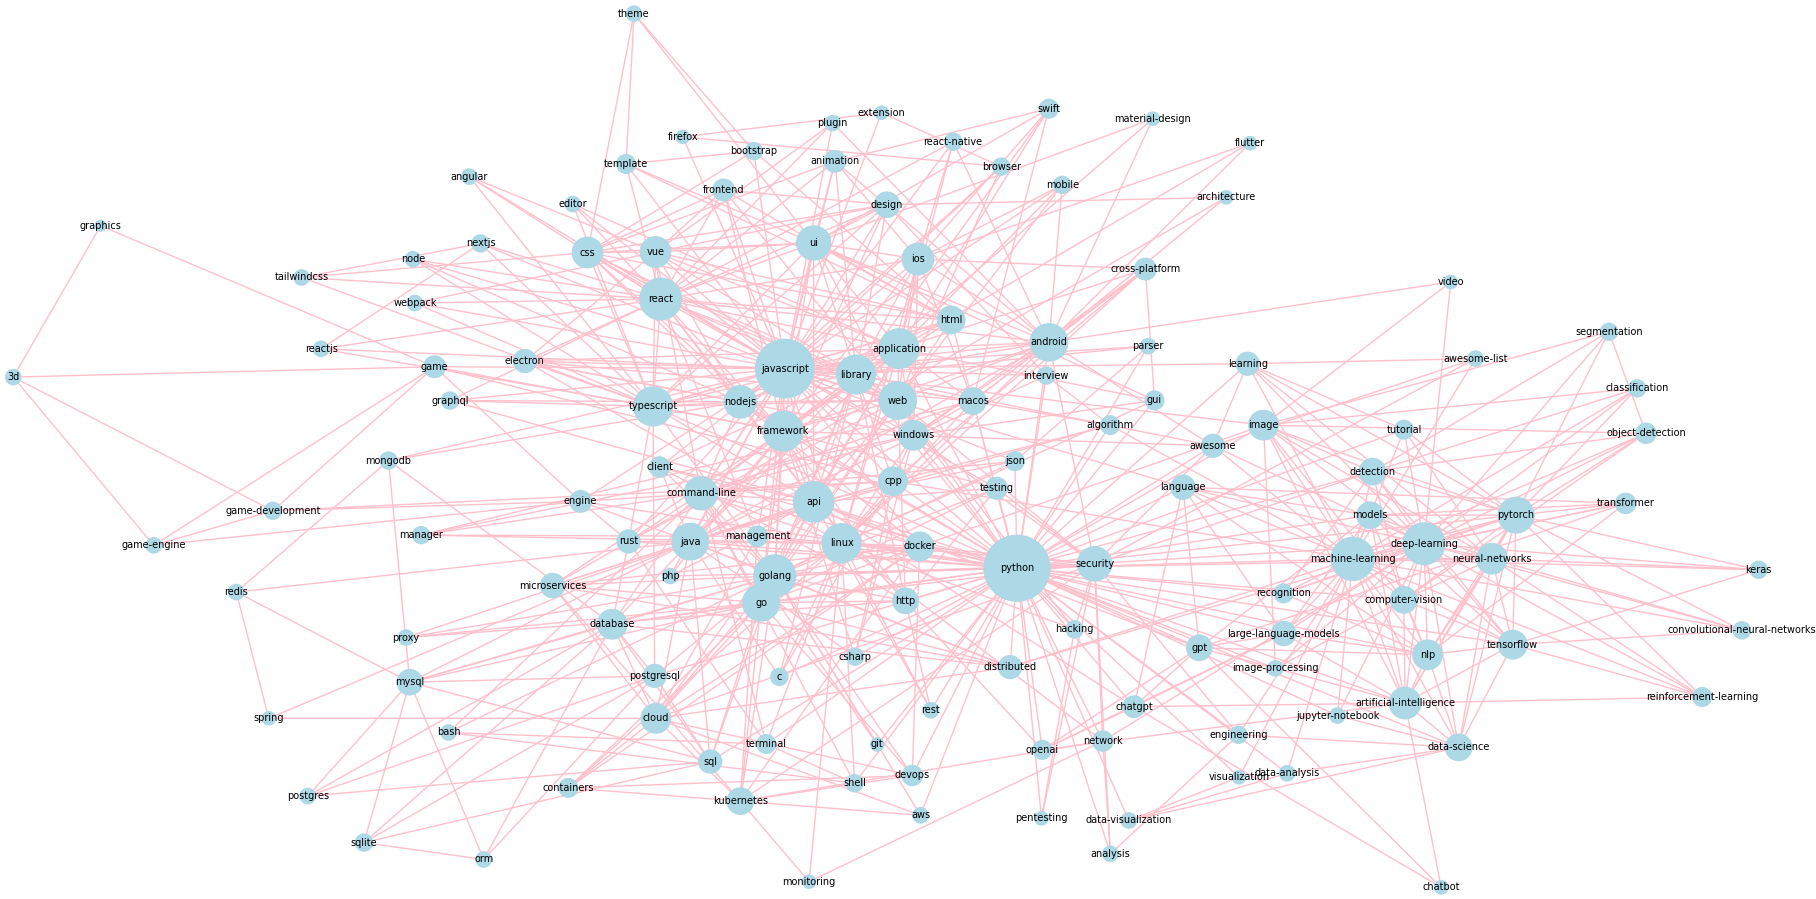 theme
extension
swift
material-design
plugin
firefox
react-native
flutter
bootstrap
animation
template
browser
angular
mobile
frontend
architecture
editor
design
graphics
nextjs
ui
css
vue
node
ios
cross-platform
tailwindcss
video
react
webpack
html
segmentation
android
parser
reactjs
application
awesome-list
electron
learning
game
javascript
library
interview
3d
classification
graphql
typescript
nodejs
web
macos
gui
algorithm
image
tutorial
framework
windows
object-detection
awesome
mongodb
json
client
detection
cpp
testing
language
command-line
engine
api
transformer
game-development
models
pytorch
manager
management
rust
java
linux
docker
game-engine
deep-learning
machine-learning
neural-networks
security
python
keras
php
golang
microservices
redis
recognition
http
go
computer-vision
database
hacking
convolutional-neural-networks
large-language-models
proxy
tensorflow
gpt
nlp
csharp
distributed
image-processing
postgresql
c
mysql
reinforcement-learning
artificial-intelligence
chatgpt
rest
jupyter-notebook
spring
cloud
bash
engineering
network
terminal
git
data-science
openai
sql
data-analysis
devops
visualization
shell
containers
postgres
kubernetes
aws
pentesting
data-visualization
sqlite
analysis
orm
monitoring
chatbot